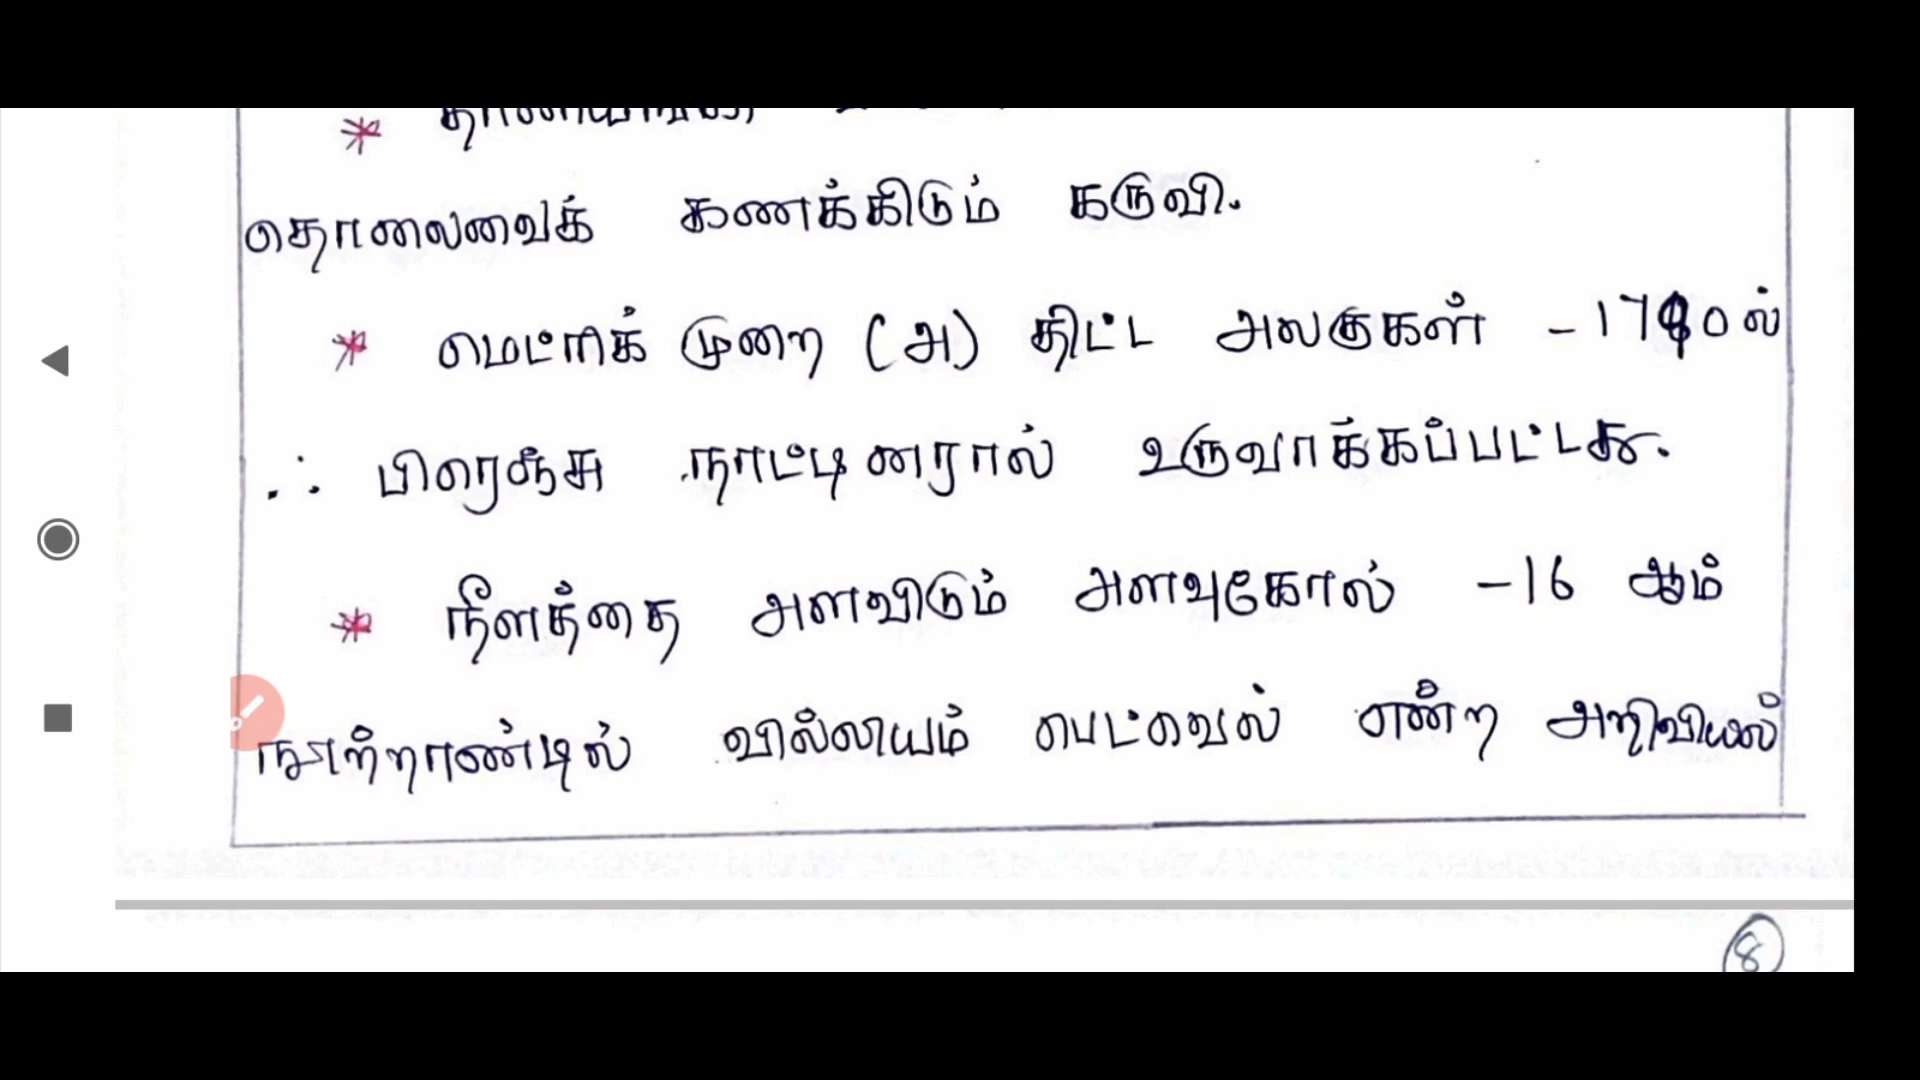 தொலைவைக் கணக்கிடும் கருவி.
* மெட்ரிக் முறை (அ) திட்ட அலகுகள் - 1790ல்
∴ பிரெஞ்சு நாட்டினரால் உருவாக்கப்பட்டது.
* நீளத்தை அளவிடும் அளவுகோல் - 16 ஆம்
நூற்றாண்டில் வில்லியம் பெட்வெல் என்ற அறிவியல்
8